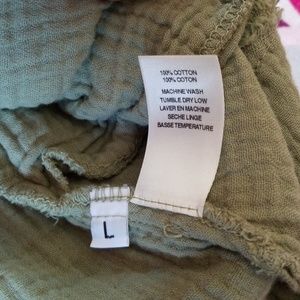 100% COTTON
100% COTON
MACHINE WASH
TUMBLE DRY LOW
LAVER EN MACHINE
SECHE LINGE
BASSE TEMPERATURE
L